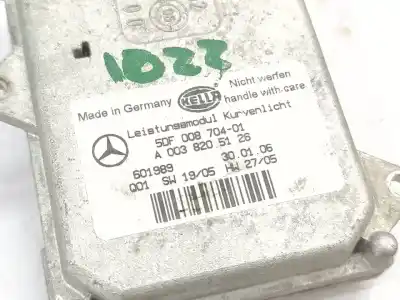 1022
Made in Germany
HELLA
Nicht werfen
handle with care
Leistungsmodul Kurvenlicht
5DF 008 704-01
A 003 820 51 26
601989 30.01.06
Q01 SW 19/05 HW 27/05